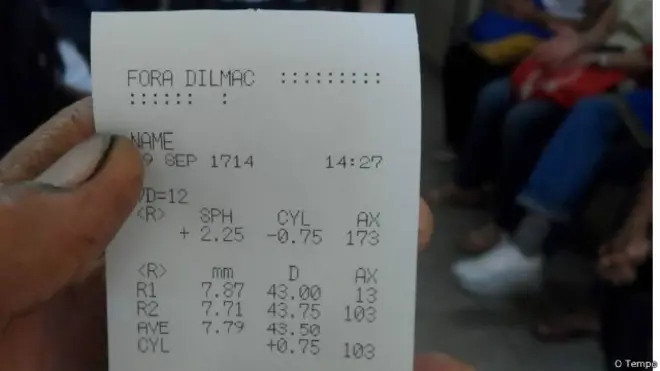 FORA DILMAC :::::::::
:::::: :
NAME
9 SEP 1714 14:27
VD=12
<R> SPH CYL AX
+ 2.25 -0.75 173
<R> mm D AX
R1 7.87 43.00 13
R2 7.71 43.75 103
AVE 7.79 43.50
CYL +0.75 103
© Tempo